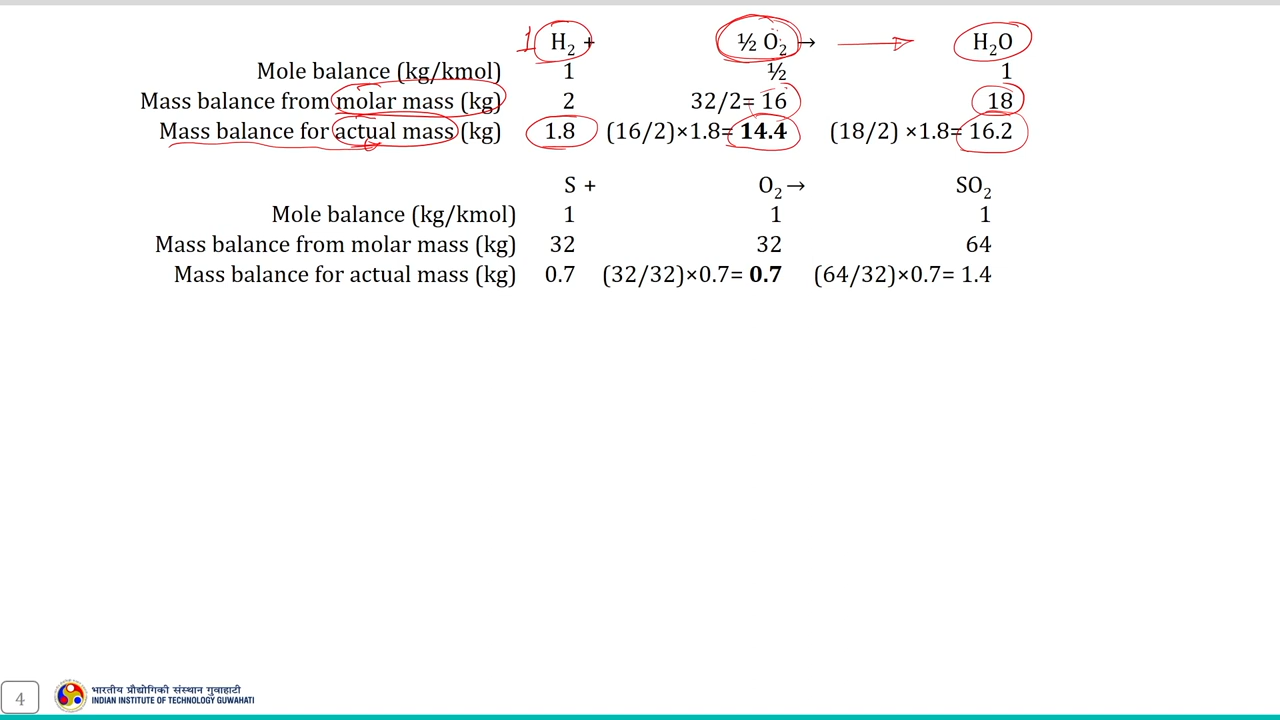 1 H₂ + ½ O₂ → H₂O
Mole balance (kg/kmol) 1 ½ 1
Mass balance from molar mass (kg) 2 32/2= 16 18
Mass balance for actual mass (kg) 1.8 (16/2)×1.8= 14.4 (18/2) ×1.8= 16.2
S + O₂ → SO₂
Mole balance (kg/kmol) 1 1 1
Mass balance from molar mass (kg) 32 32 64
Mass balance for actual mass (kg) 0.7 (32/32)×0.7= 0.7 (64/32)×0.7= 1.4
4
भारतीय प्रौद्योगिकी संस्थान गुवाहाटी
INDIAN INSTITUTE OF TECHNOLOGY GUWAHATI